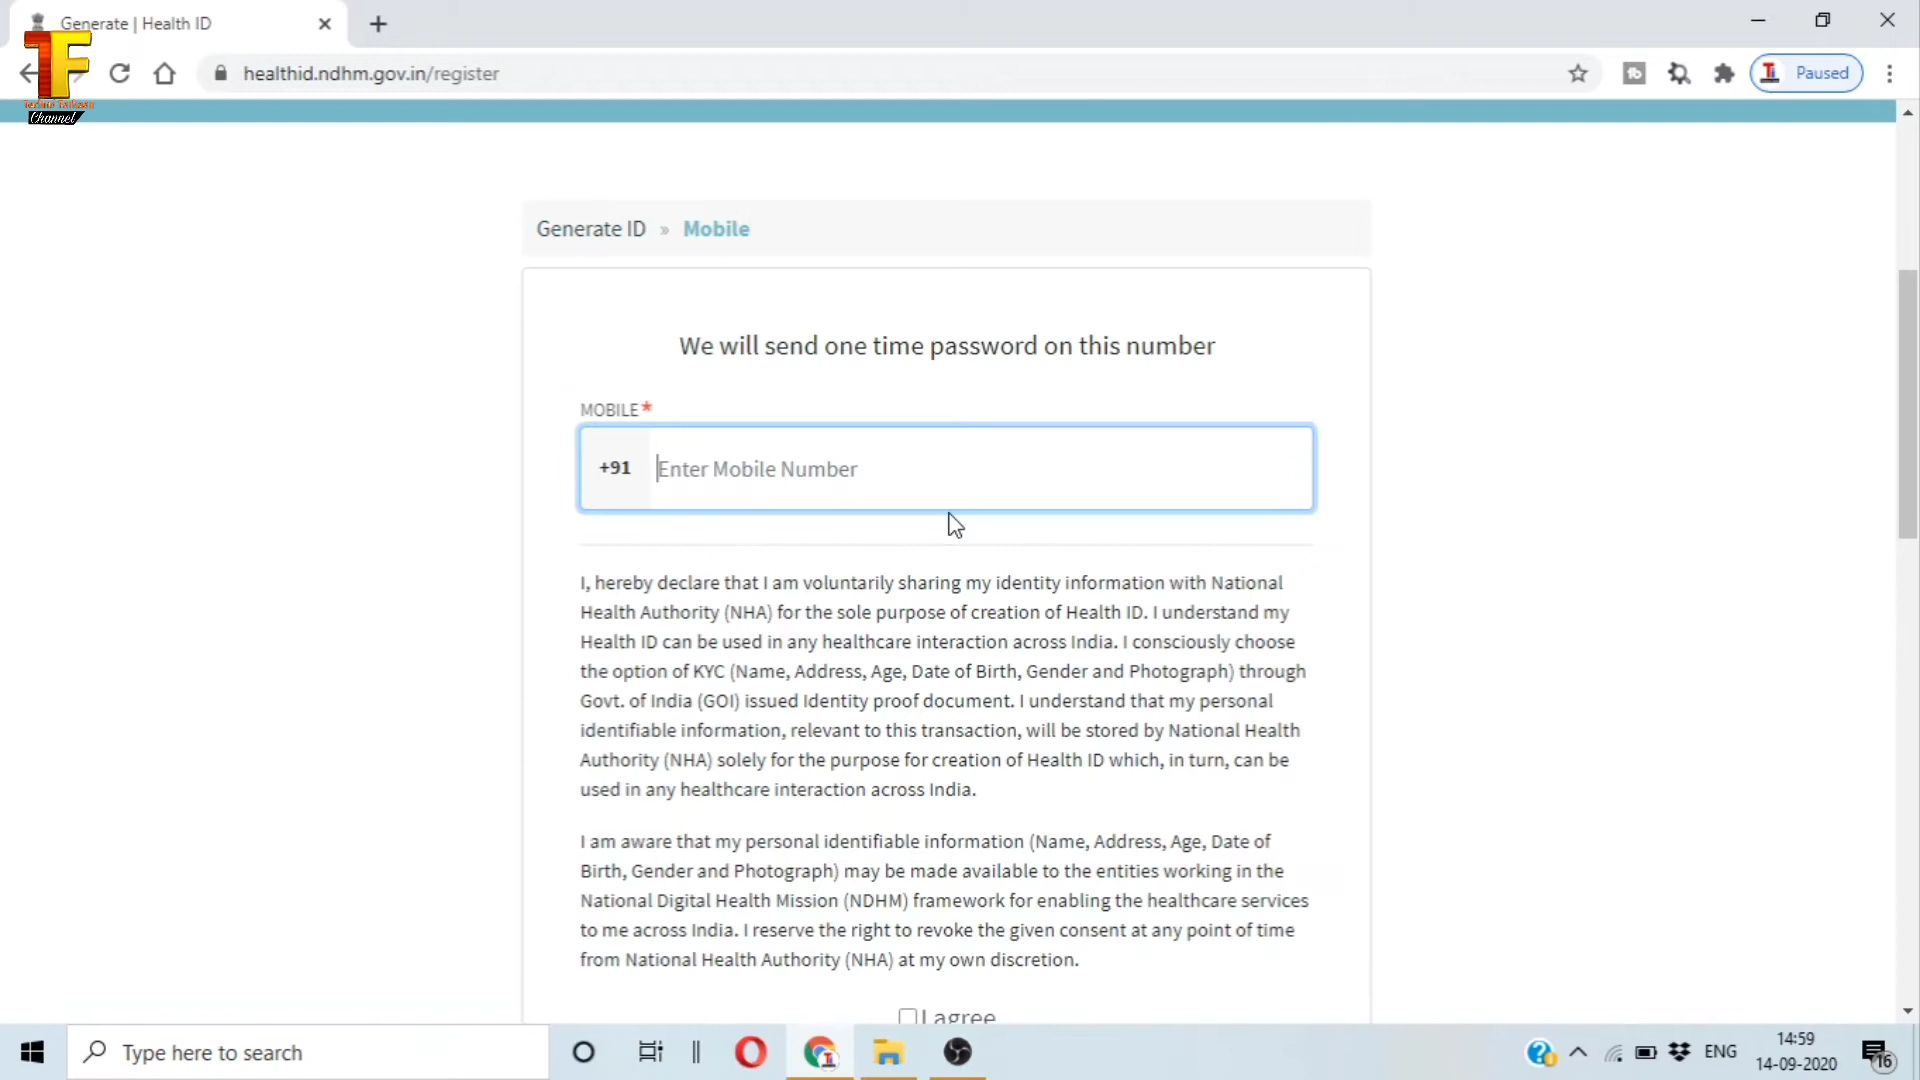 Generate | Health ID
TF
healthid.ndhm.gov.in/register
Paused
Channel
Generate ID » Mobile
We will send one time password on this number
MOBILE*
+91 Enter Mobile Number
I, hereby declare that I am voluntarily sharing my identity information with National
Health Authority (NHA) for the sole purpose of creation of Health ID. I understand my
Health ID can be used in any healthcare interaction across India. I consciously choose
the option of KYC (Name, Address, Age, Date of Birth, Gender and Photograph) through
Govt. of India (GOI) issued Identity proof document. I understand that my personal
identifiable information, relevant to this transaction, will be stored by National Health
Authority (NHA) solely for the purpose for creation of Health ID which, in turn, can be
used in any healthcare interaction across India.
I am aware that my personal identifiable information (Name, Address, Age, Date of
Birth, Gender and Photograph) may be made available to the entities working in the
National Digital Health Mission (NDHM) framework for enabling the healthcare services
to me across India. I reserve the right to revoke the given consent at any point of time
from National Health Authority (NHA) at my own discretion.
I agree
Type here to search
ENG
14:59
14-09-2020
16